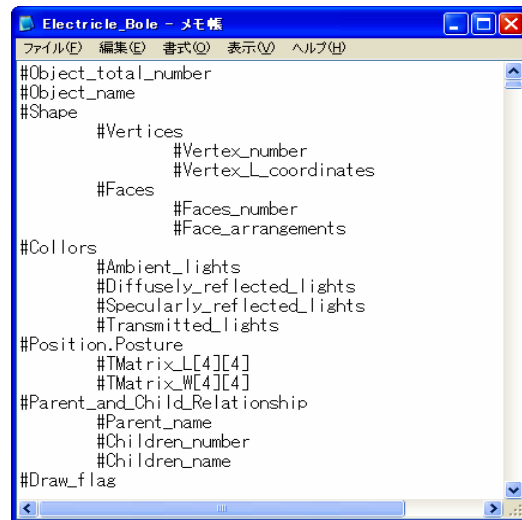 Electricle_Bole - メモ帳
ファイル(F) 編集(E) 書式(O) 表示(V) ヘルプ(H)
#Object_total_number
#Object_name
#Shape
#Vertices
#Vertex_number
#Vertex_L_coordinates
#Faces
#Faces_number
#Face_arrangements
#Collors
#Ambient_lights
#Diffusely_reflected_lights
#Specularly_reflected_lights
#Transmitted_lights
#Position.Posture
#TMatrix_L[4][4]
#TMatrix_W[4][4]
#Parent_and_Child_Relationship
#Parent_name
#Children_number
#Children_name
#Draw_flag